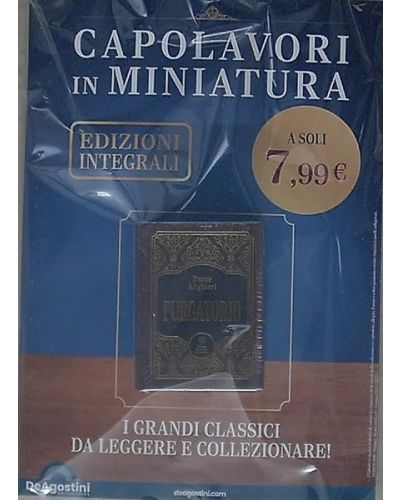 CAPOLAVORI
IN MINIATURA
EDIZIONI
INTEGRALI
A SOLI
7,99€
Dante
Alighieri
PURGATORIO
I GRANDI CLASSICI
DA LEGGERE E COLLEZIONARE!
DeAgostini
deagostini.com